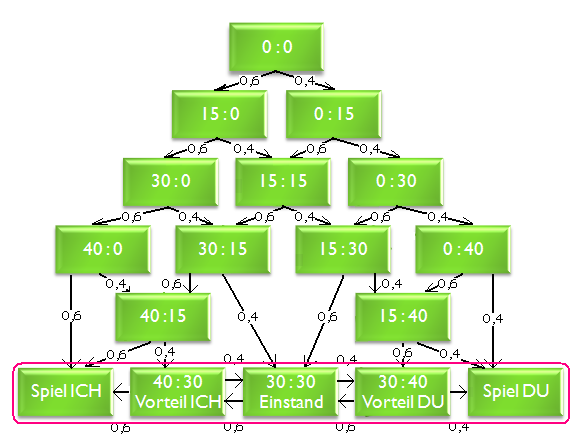 0 : 0
0,6 0,4
15 : 0 0 : 15
0,6 0,4 0,6 0,4
30 : 0 15 : 15 0 : 30
0,6 0,4 0,6 0,4 0,6 0,4
40 : 0 30 : 15 15 : 30 0 : 40
0,4 0,6 0,4 0,6
0,6 40 : 15 0,4 0,6 15 : 40 0,4
0,6 0,4 0,4 0,4 0,6 0,4
Spiel ICH
40 : 30
Vorteil ICH
30 : 30
Einstand
30 : 40
Vorteil DU
Spiel DU
0,6 0,6 0,6 0,4